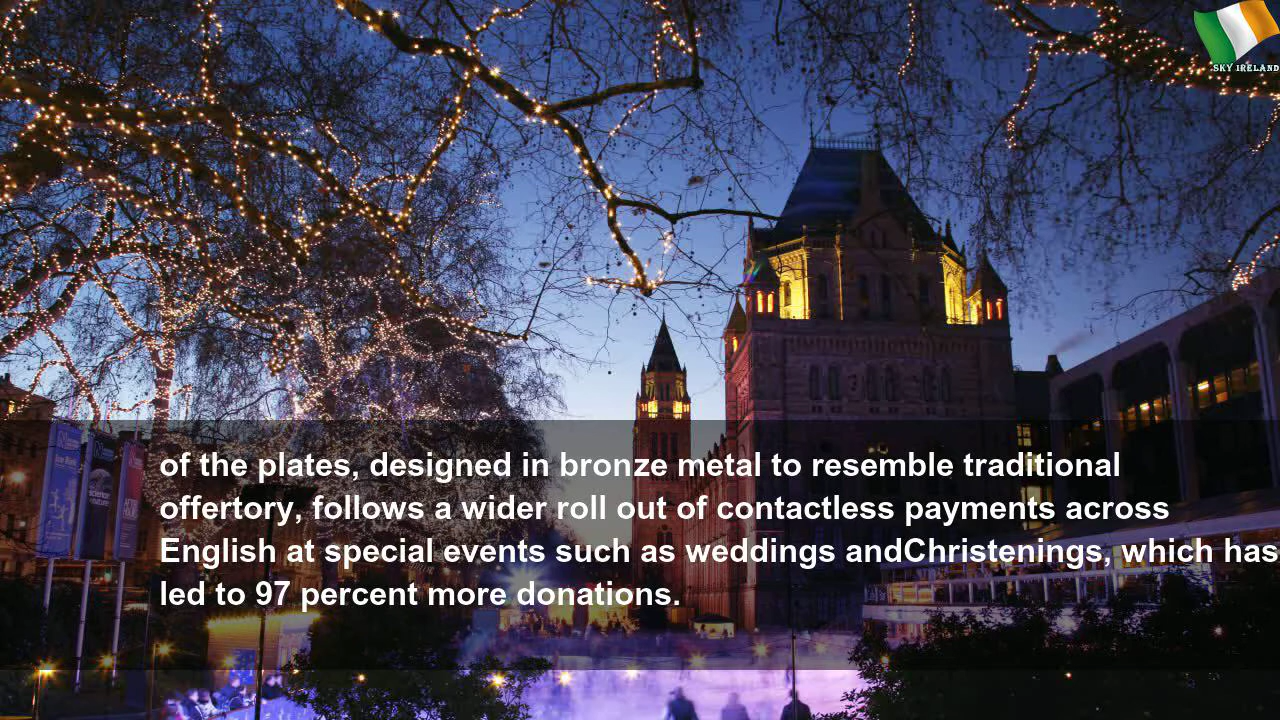 SKY IRELAND
of the plates, designed in bronze metal to resemble traditional
offertory, follows a wider roll out of contactless payments across
English at special events such as weddings andChristenings, which has
led to 97 percent more donations.